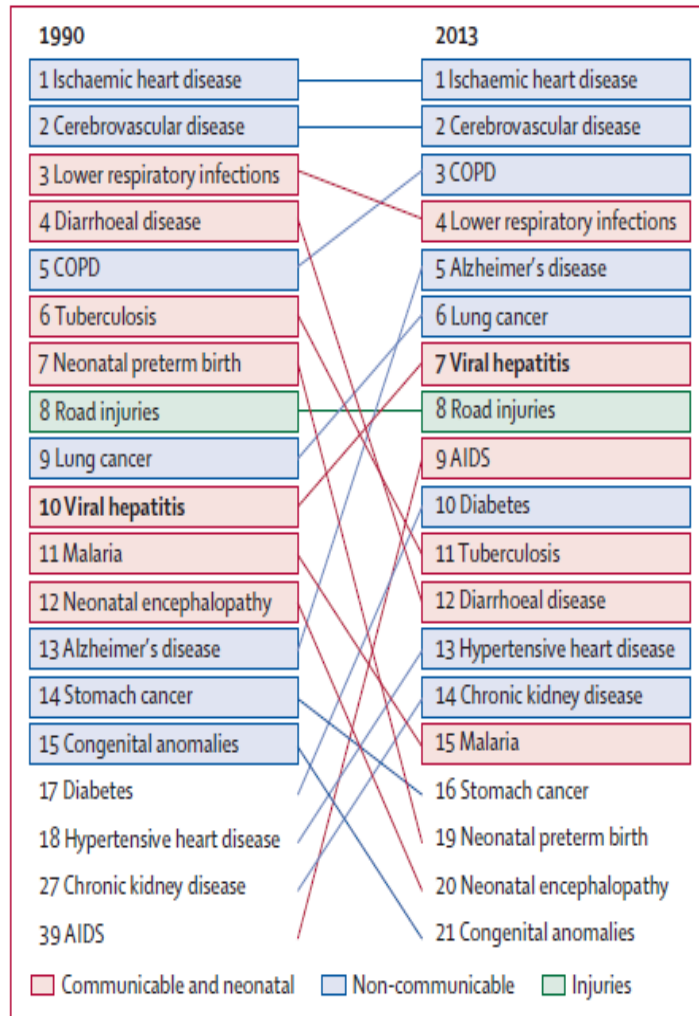 1990
1 Ischaemic heart disease
2 Cerebrovascular disease
3 Lower respiratory infections
4 Diarrhoeal disease
5 COPD
6 Tuberculosis
7 Neonatal preterm birth
8 Road injuries
9 Lung cancer
10 Viral hepatitis
11 Malaria
12 Neonatal encephalopathy
13 Alzheimer's disease
14 Stomach cancer
15 Congenital anomalies
17 Diabetes
18 Hypertensive heart disease
27 Chronic kidney disease
39 AIDS
2013
1 Ischaemic heart disease
2 Cerebrovascular disease
3 COPD
4 Lower respiratory infections
5 Alzheimer's disease
6 Lung cancer
7 Viral hepatitis
8 Road injuries
9 AIDS
10 Diabetes
11 Tuberculosis
12 Diarrhoeal disease
13 Hypertensive heart disease
14 Chronic kidney disease
15 Malaria
16 Stomach cancer
19 Neonatal preterm birth
20 Neonatal encephalopathy
21 Congenital anomalies
Communicable and neonatal
Non-communicable
Injuries